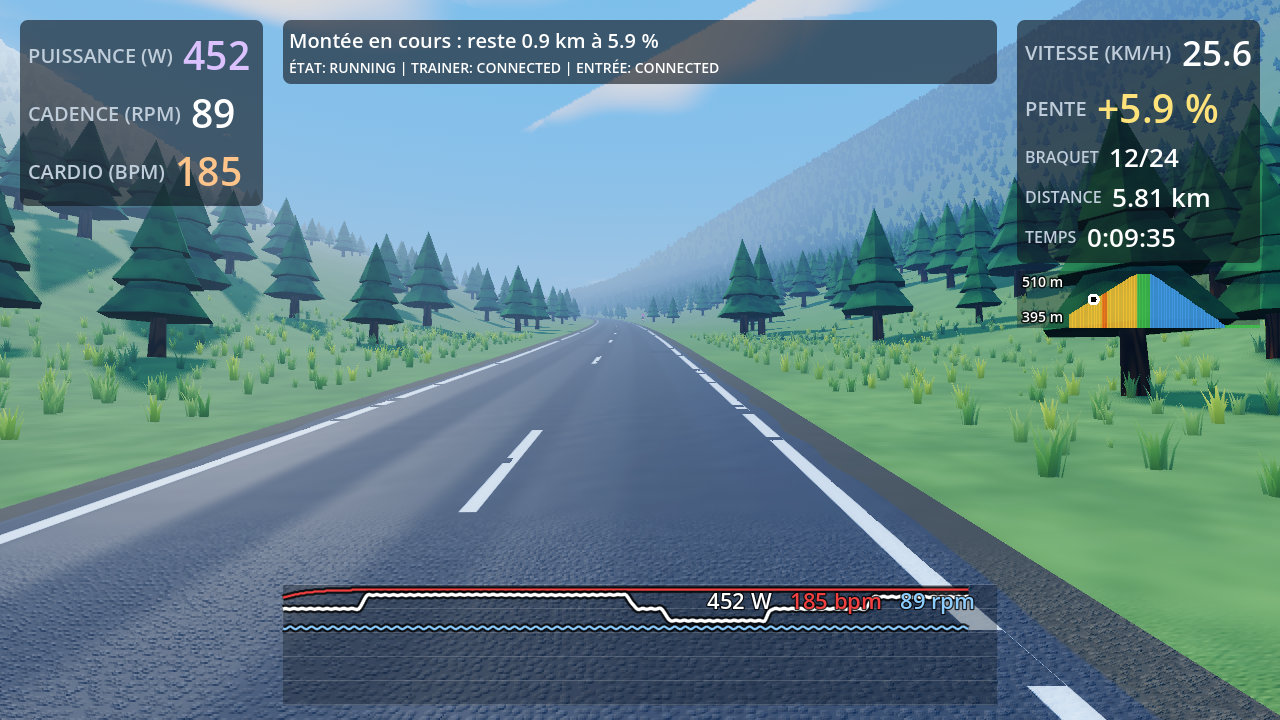 PUISSANCE (W) 452
CADENCE (RPM) 89
CARDIO (BPM) 185
Montée en cours : reste 0.9 km à 5.9 %
ÉTAT: RUNNING | TRAINER: CONNECTED | ENTRÉE: CONNECTED
VITESSE (KM/H) 25.6
PENTE +5.9 %
BRAQUET 12/24
DISTANCE 5.81 km
TEMPS 0:09:35
510 m
395 m
452 W 185 bpm 89 rpm